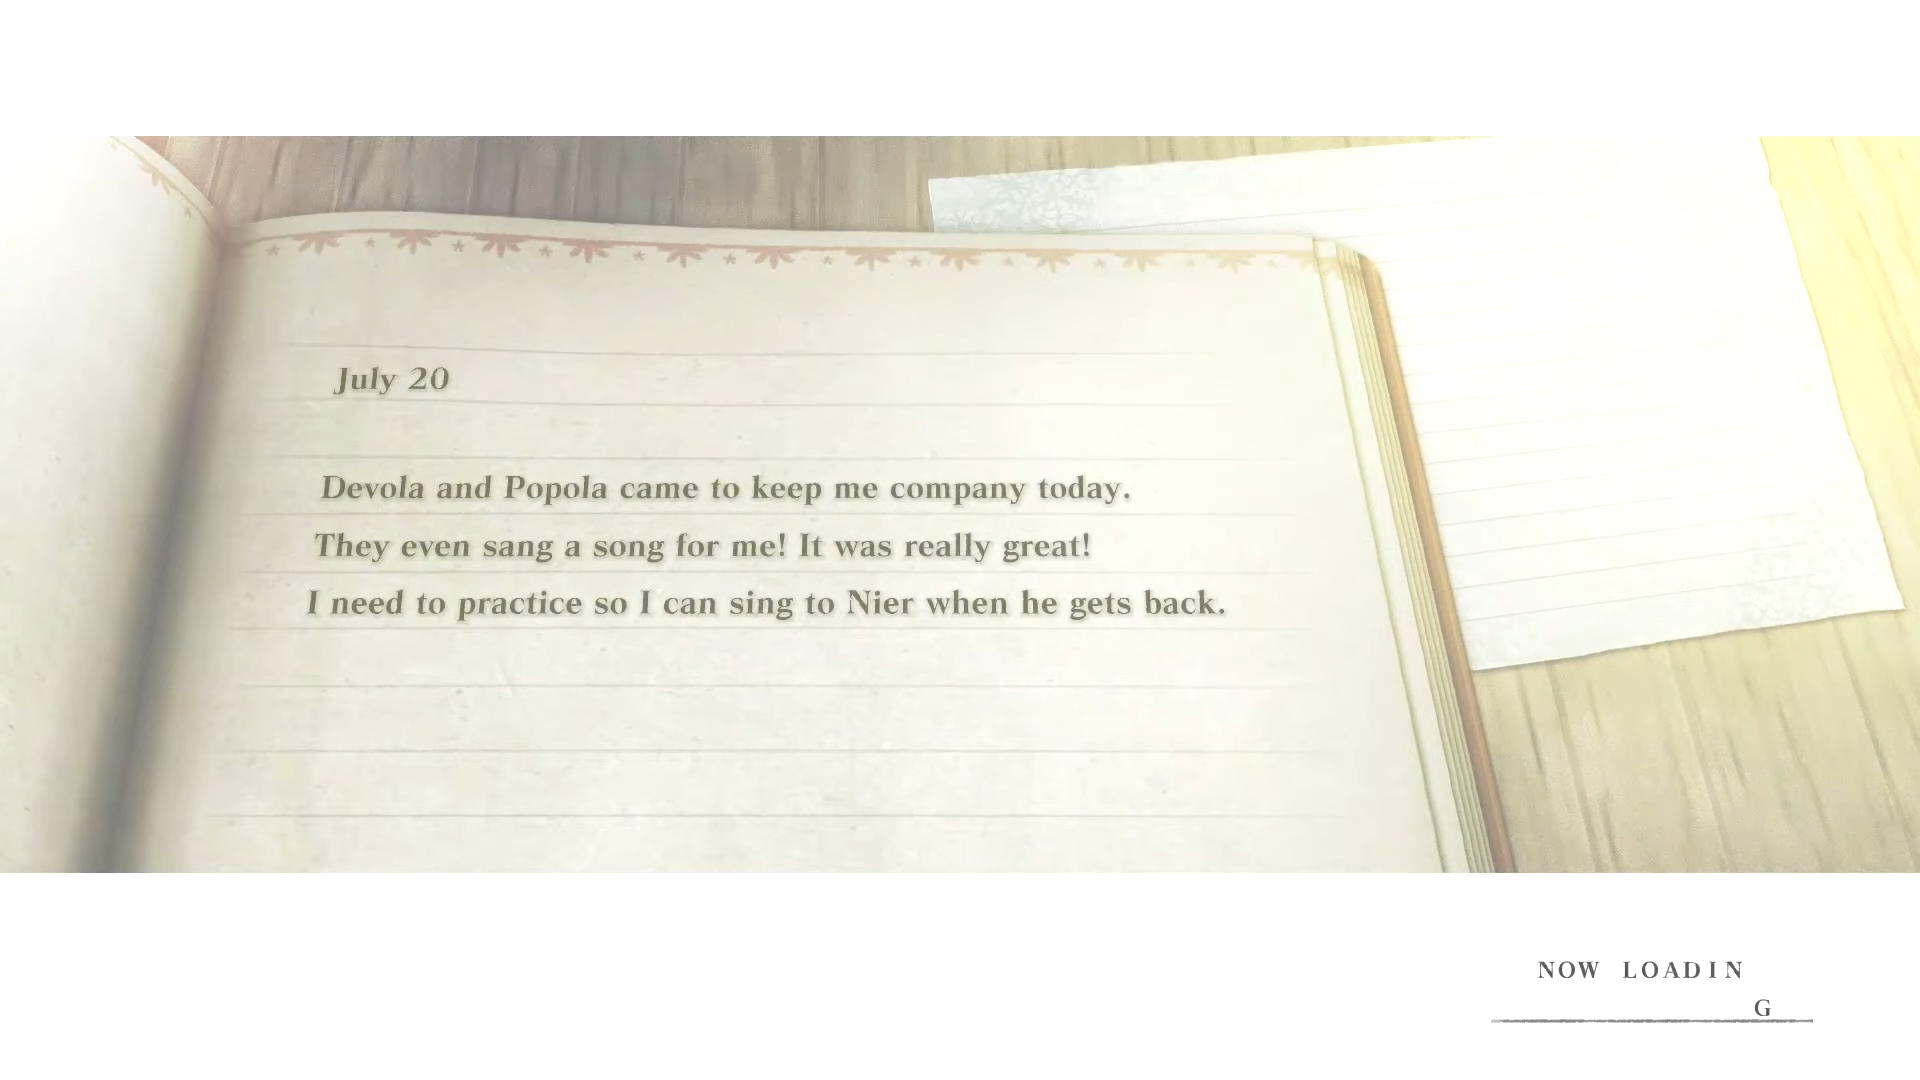 July 20
Devola and Popola came to keep me company today.
They even sang a song for me! It was really great!
I need to practice so I can sing to Nier when he gets back.
NOW LOADING